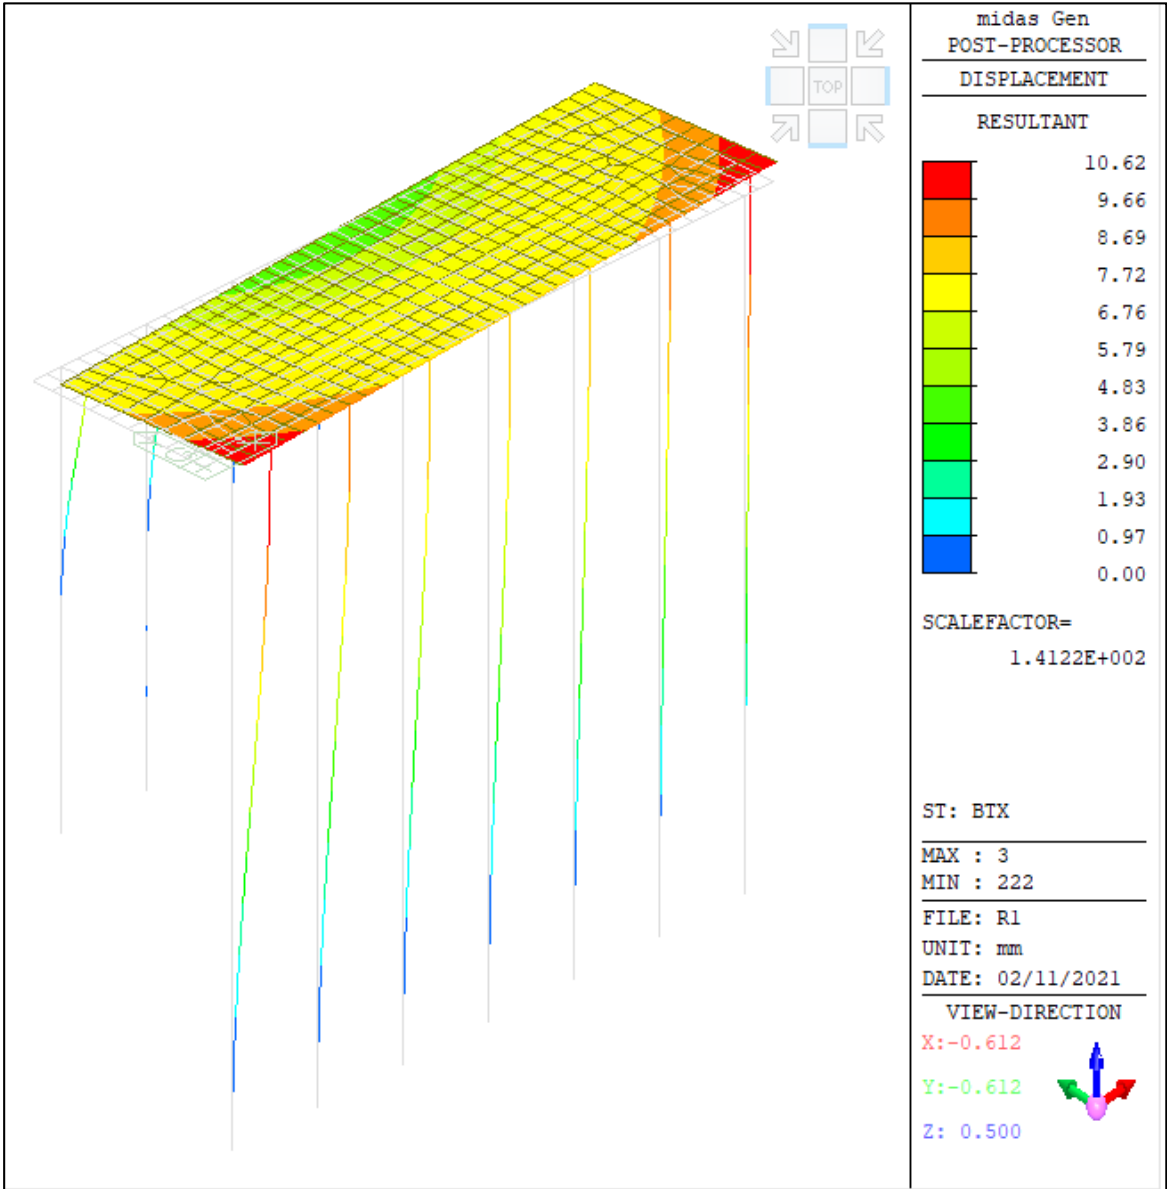 TOP
midas Gen
POST-PROCESSOR
DISPLACEMENT
RESULTANT
10.62
9.66
8.69
7.72
6.76
5.79
4.83
3.86
2.90
1.93
0.97
0.00
SCALEFACTOR=
1.4122E+002
ST: BTX
MAX : 3
MIN : 222
FILE: R1
UNIT: mm
DATE: 02/11/2021
VIEW-DIRECTION
X:-0.612
Y:-0.612
Z: 0.500